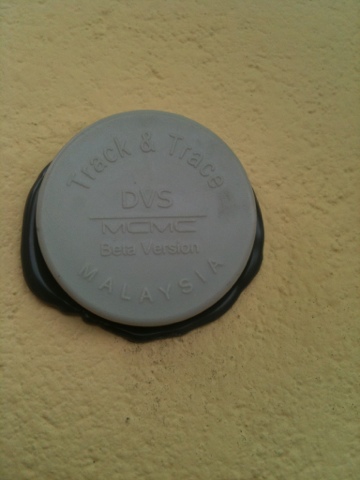 Track & Trace
DVS
MCMC
Beta Version
MALAYSIA